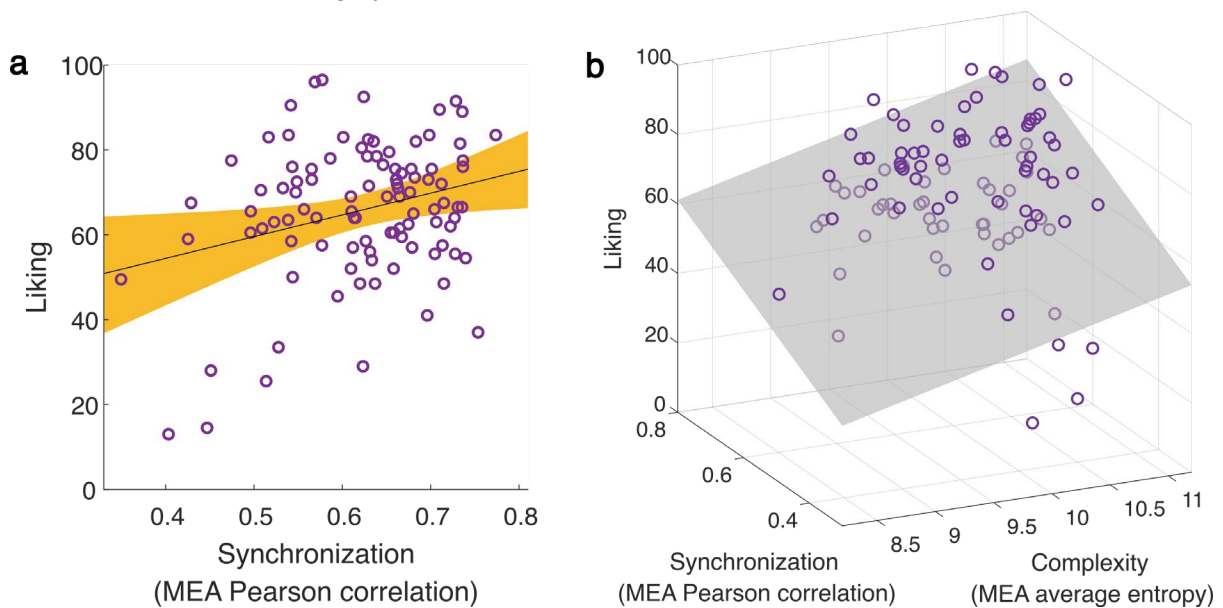 a
100
80
60
40
20
0
Liking
0.4 0.5 0.6 0.7 0.8
Synchronization
(MEA Pearson correlation)
b
100
80
60
40
20
0
Liking
0.8
0.6
0.4
8.5 9 9.5 10 10.5 11
Synchronization
(MEA Pearson correlation)
Complexity
(MEA average entropy)